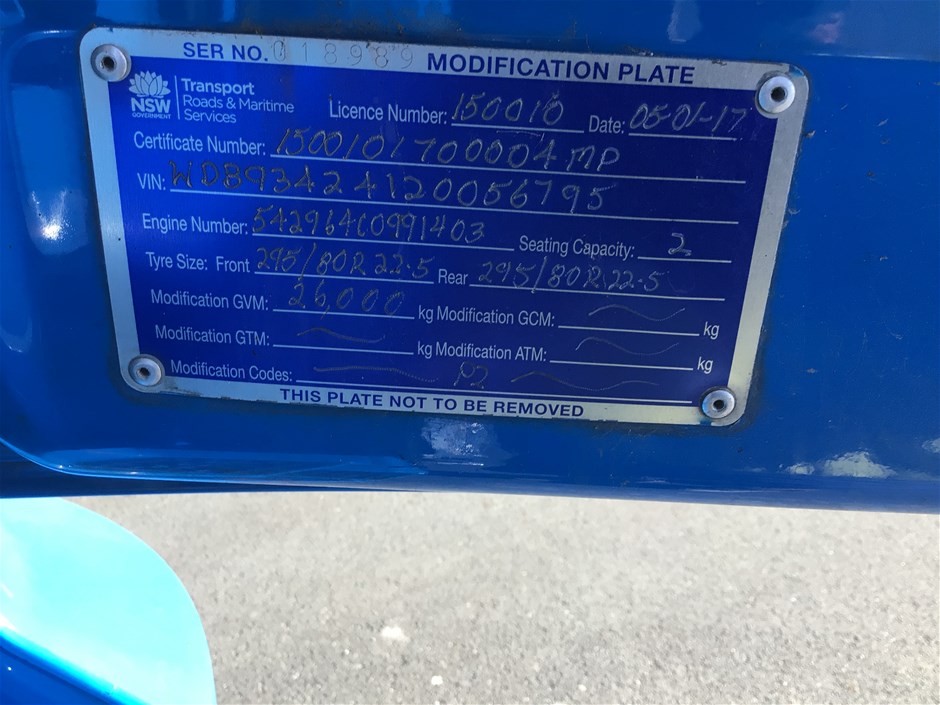 SER NO. 018989 MODIFICATION PLATE
NSW GOVERNMENT
Transport
Roads & Maritime
Services
Licence Number: 150010 Date: 05-01-17
Certificate Number: 1500101700004MP
VIN: WDB93424120056795
Engine Number: 542964C0991403 Seating Capacity: 2
Tyre Size: Front 295/80R22.5 Rear 295/80R22.5
Modification GVM: 26,000 kg Modification GCM: kg
Modification GTM: kg Modification ATM: kg
Modification Codes: P2
THIS PLATE NOT TO BE REMOVED